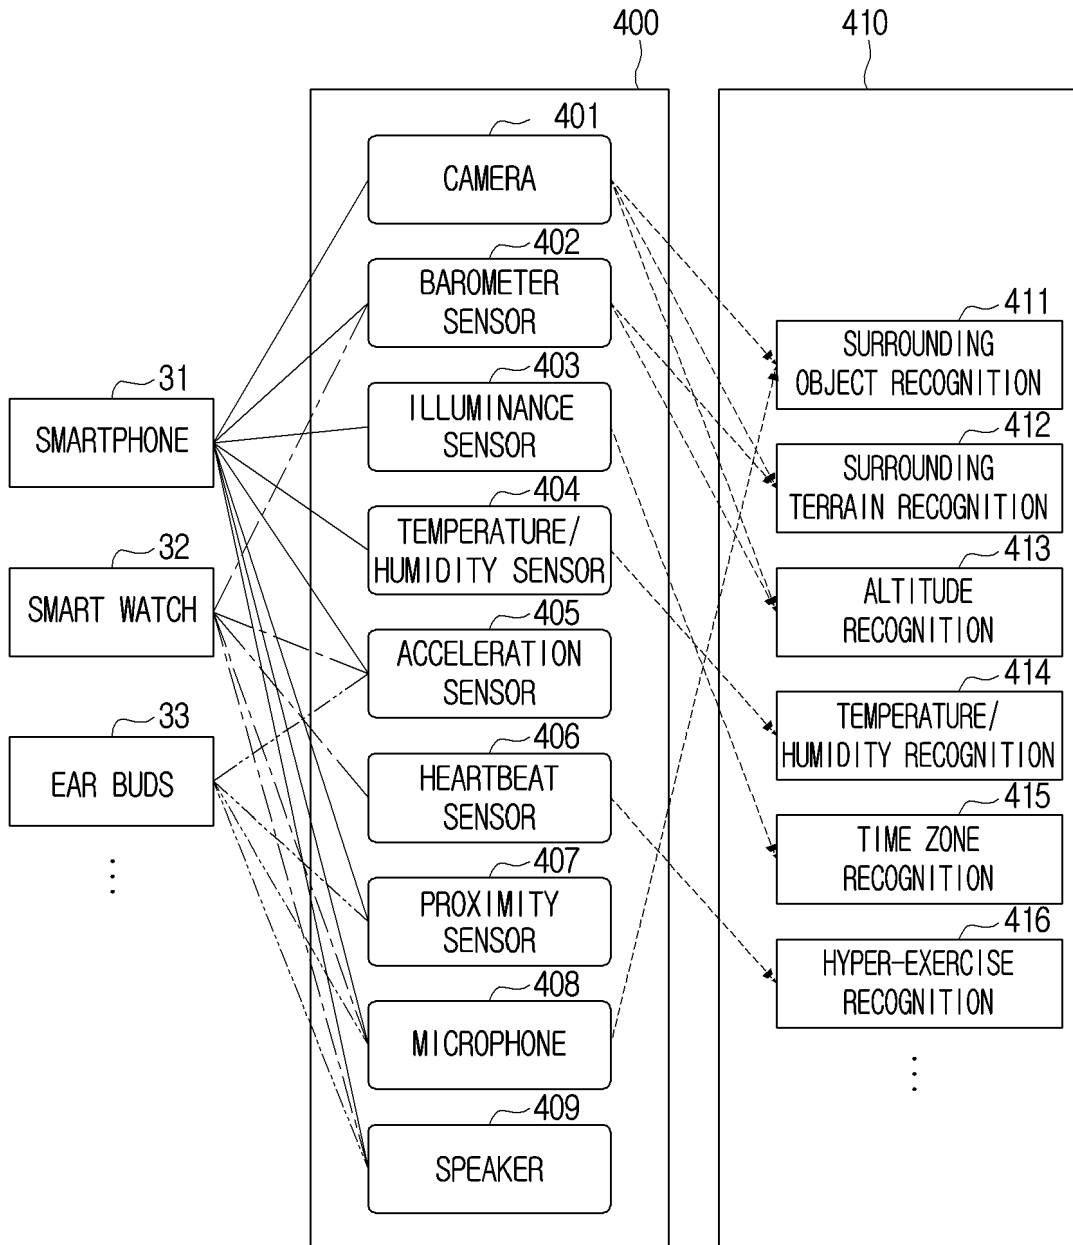 400
410
401
CAMERA
402
BAROMETER
SENSOR
403
ILLUMINANCE
SENSOR
404
TEMPERATURE/
HUMIDITY SENSOR
405
ACCELERATION
SENSOR
406
HEARTBEAT
SENSOR
407
PROXIMITY
SENSOR
408
MICROPHONE
409
SPEAKER
31
SMARTPHONE
32
SMART WATCH
33
EAR BUDS
411
SURROUNDING
OBJECT RECOGNITION
412
SURROUNDING
TERRAIN RECOGNITION
413
ALTITUDE
RECOGNITION
414
TEMPERATURE/
HUMIDITY RECOGNITION
415
TIME ZONE
RECOGNITION
416
HYPER-EXERCISE
RECOGNITION